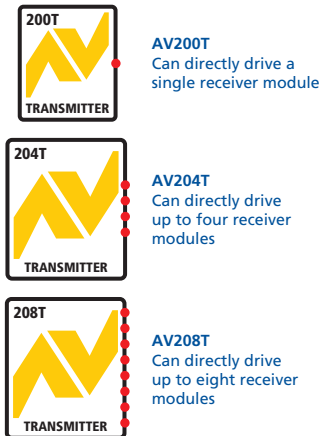 200T
TRANSMITTER
AV200T
Can directly drive a
single receiver module
204T
TRANSMITTER
AV204T
Can directly drive
up to four receiver
modules
208T
TRANSMITTER
AV208T
Can directly drive
up to eight receiver
modules